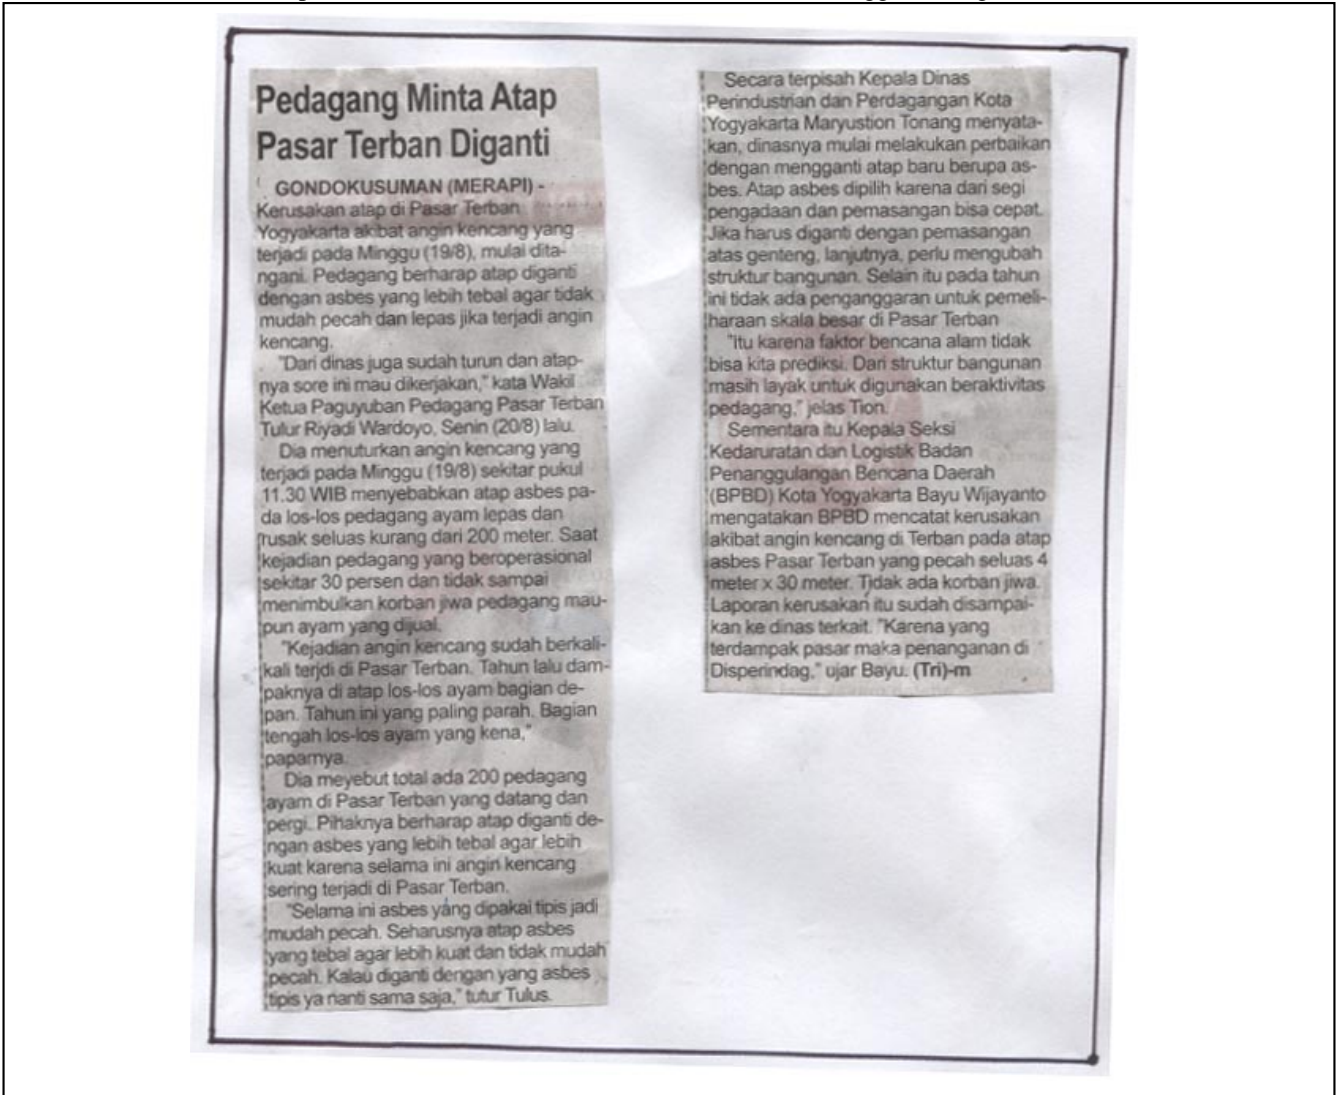 Pedagang Minta Atap
Pasar Terban Diganti
GONDOKUSUMAN (MERAPI) -
Kerusakan atap di Pasar Terban
Yogyakarta akibat angin kencang yang
terjadi pada Minggu (19/8), mulai dita-
ngani. Pedagang berharap atap diganti
dengan asbes yang lebih tebal agar tidak
mudah pecah dan lepas jika terjadi angin
kencang.
"Dari dinas juga sudah turun dan atap-
nya sore ini mau dikerjakan," kata Wakil
Ketua Paguyuban Pedagang Pasar Terban
Tulur Riyadi Wardoyo, Senin (20/8) lalu.
Dia menuturkan angin kencang yang
terjadi pada Minggu (19/8) sekitar pukul
11.30 WIB menyebabkan atap asbes pa-
da los-los pedagang ayam lepas dan
rusak seluas kurang dari 200 meter. Saat
kejadian pedagang yang beroperasional
sekitar 30 persen dan tidak sampai
menimbulkan korban jiwa pedagang mau-
pun ayam yang dijual.
"Kejadian angin kencang sudah berkali-
kali terjdi di Pasar Terban. Tahun lalu dam-
paknya di atap los-los ayam bagian de-
pan. Tahun ini yang paling parah. Bagian
tengah los-los ayam yang kena,"
paparnya.
Dia meyebut total ada 200 pedagang
ayam di Pasar Terban yang datang dan
pergi. Pihaknya berharap atap diganti de-
ngan asbes yang lebih tebal agar lebih
kuat karena selama ini angin kencang
sering terjadi di Pasar Terban.
"Selama ini asbes yang dipakai tipis jadi
mudah pecah. Seharusnya atap asbes
yang tebal agar lebih kuat dan tidak mudah
pecah. Kalau diganti dengan yang asbes
tipis ya nanti sama saja," tutur Tulus.
Secara terpisah Kepala Dinas
Perindustrian dan Perdagangan Kota
Yogyakarta Maryustion Tonang menyata-
kan, dinasnya mulai melakukan perbaikan
dengan mengganti atap baru berupa as-
bes. Atap asbes dipilih karena dari segi
pengadaan dan pemasangan bisa cepat.
Jika harus diganti dengan pemasangan
atas genteng, lanjutnya, perlu mengubah
struktur bangunan. Selain itu pada tahun
ini tidak ada penganggaran untuk pemeli-
haraan skala besar di Pasar Terban
"Itu karena faktor bencana alam tidak
bisa kita prediksi. Dari struktur bangunan
masih layak untuk digunakan beraktivitas
pedagang," jelas Tion.
Sementara itu Kepala Seksi
Kedaruratan dan Logistik Badan
Penanggulangan Bencana Daerah
(BPBD) Kota Yogyakarta Bayu Wijayanto
mengatakan BPBD mencatat kerusakan
akibat angin kencang di Terban pada atap
asbes Pasar Terban yang pecah seluas 4
meter x 30 meter. Tidak ada korban jiwa.
Laporan kerusakan itu sudah disampai-
kan ke dinas terkait. "Karena yang
terdampak pasar maka penanganan di
Disperindag," ujar Bayu. (Tri)-m